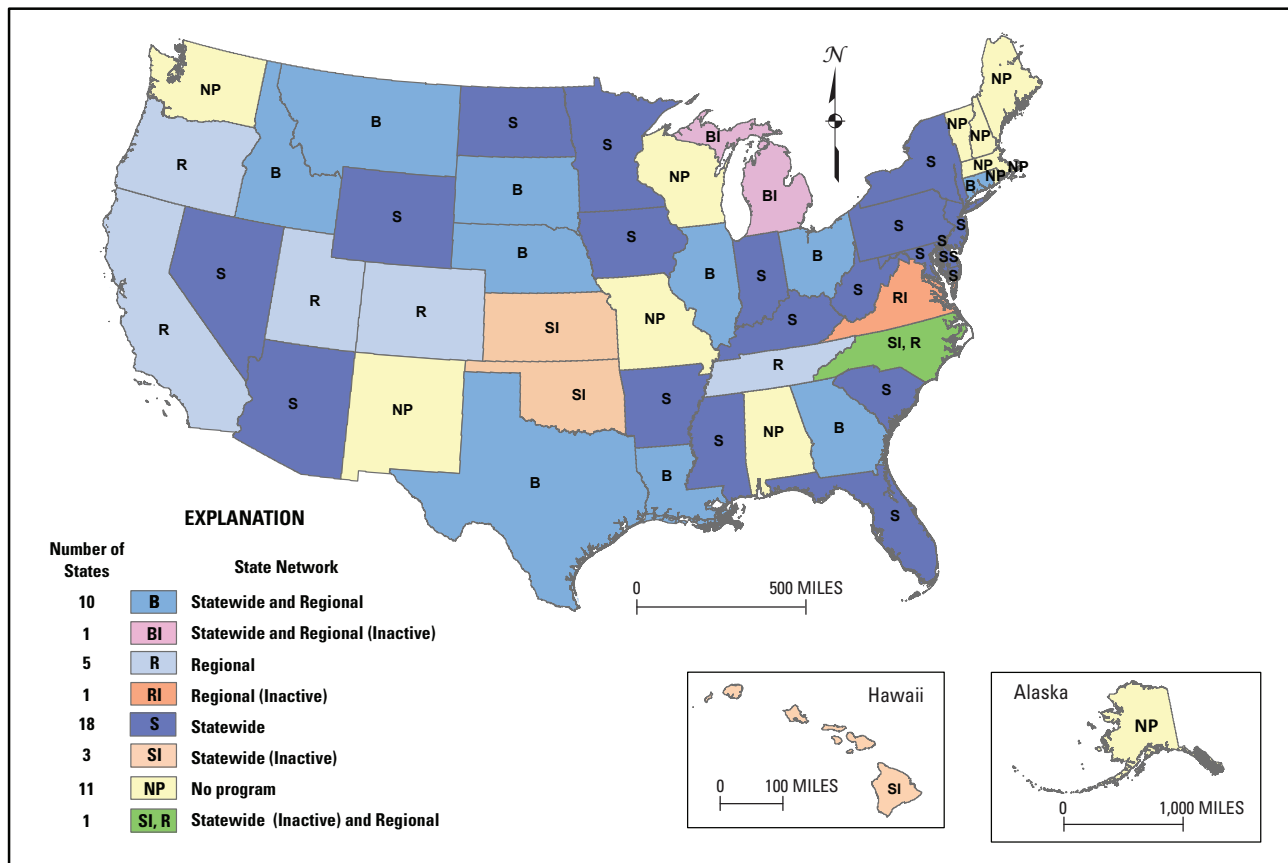 N
NP
B
S
S
NP
R
B
BI
NP
NP
NP
S
B
NP
BI
NP
NP
NP
B
S
S
S
B
S
S
R
R
R
B
S
B
S
S
S
SS
S
S
RI
SI
NP
S
R
SI, R
S
NP
SI
S
S
NP
B
S
B
B
S
EXPLANATION
Number of States State Network
10 B Statewide and Regional
1 BI Statewide and Regional (Inactive)
5 R Regional
1 RI Regional (Inactive)
18 S Statewide
3 SI Statewide (Inactive)
11 NP No program
1 SI, R Statewide (Inactive) and Regional
0 500 MILES
Hawaii
SI
0 100 MILES
Alaska
NP
0 1,000 MILES